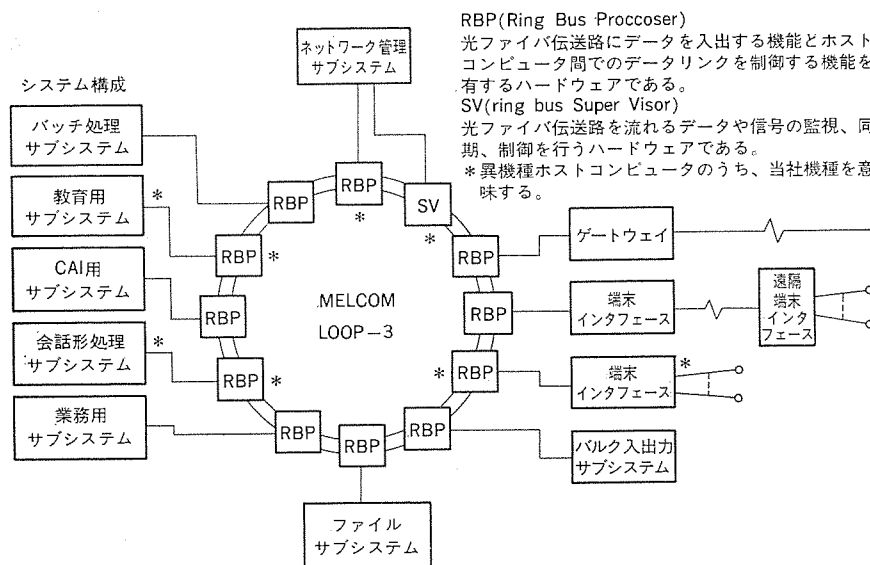 RBP(Ring Bus Proccoser)
光ファイバ伝送路にデータを入出する機能とホスト
コンピュータ間でのデータリンクを制御する機能を
有するハードウェアである。
SV(ring bus Super Visor)
光ファイバ伝送路を流れるデータや信号の監視、同
期、制御を行うハードウェアである。
*異機種ホストコンピュータのうち、当社機種を意
味する。
ネットワーク管理
サブシステム
システム構成
バッチ処理
サブシステム
教育用
サブシステム
*
CAI用
サブシステム
会話形処理
サブシステム
*
業務用
サブシステム
RBP
*
SV
*
RBP
RBP
RBP
*
RBP
RBP
RBP
RBP
*
RBP
RBP
*
RBP
MELCOM
LOOP-3
ゲートウェイ
端末
インタフェース
遠隔
端末
インタ
フェース
端末
インタフェース
*
バルク入出力
サブシステム
ファイル
サブシステム